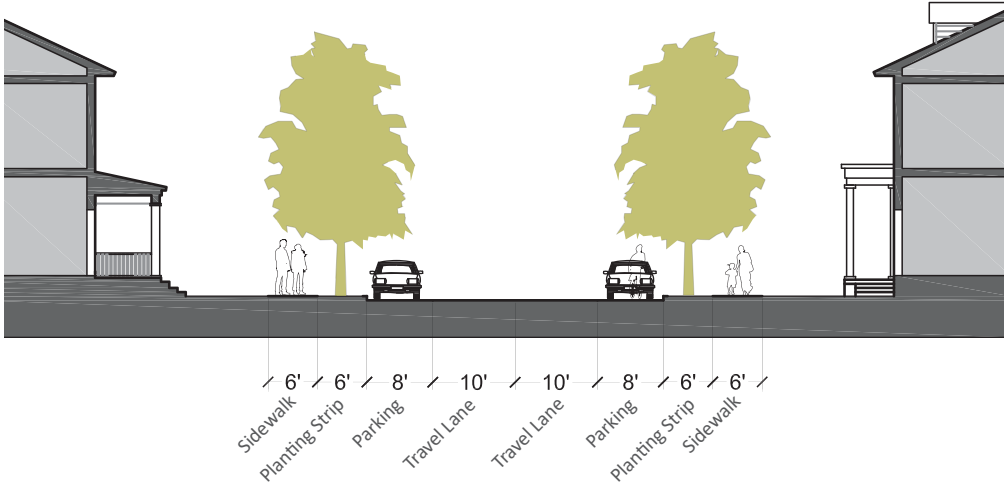 6' 6' 8' 10' 10' 8' 6' 6'
Sidewalk
Planting Strip
Parking
Travel Lane
Travel Lane
Parking
Planting Strip
Sidewalk